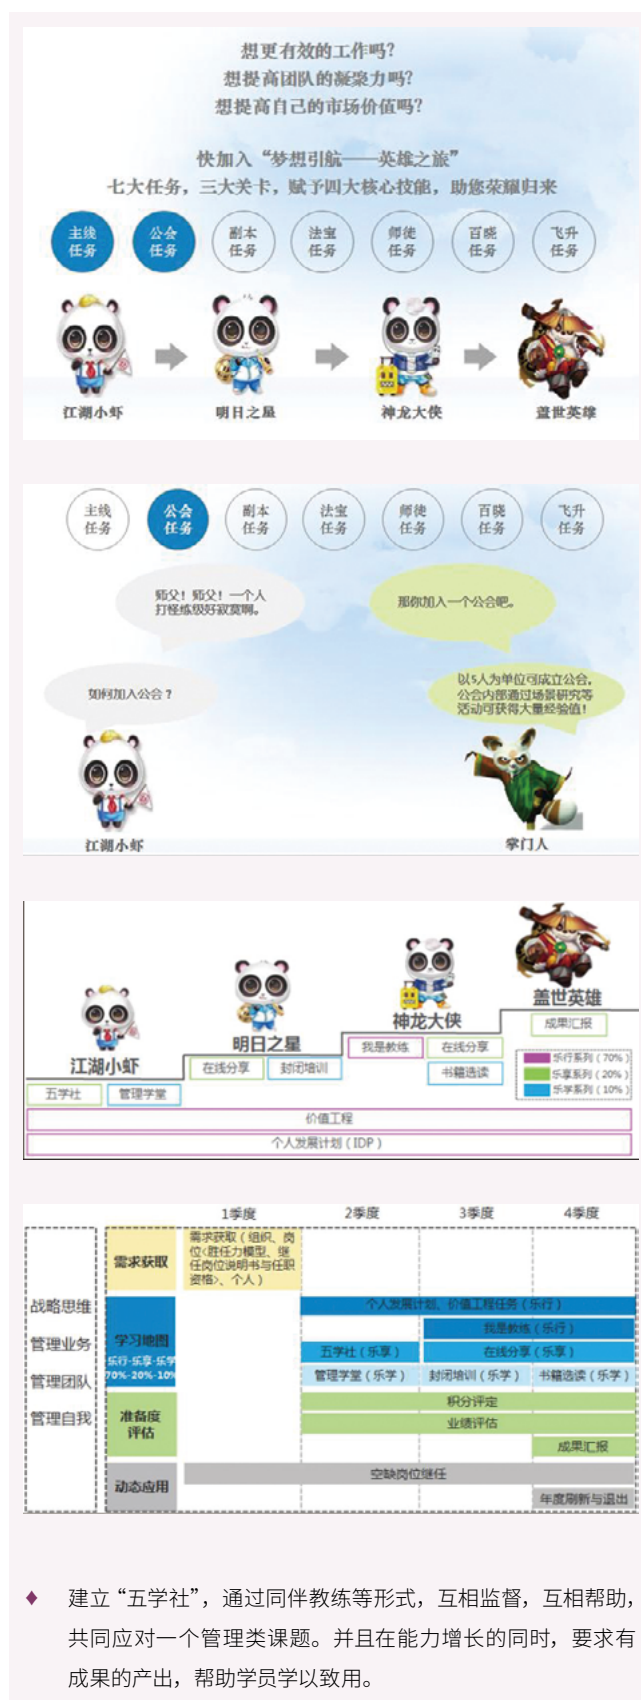 想更有效的工作吗？
想提高团队的凝聚力吗？
想提高自己的市场价值吗？
快加入“梦想引航——英雄之旅”
七大任务，三大关卡，赋予四大核心技能，助您荣耀归来
主线任务 公会任务 副本任务 法宝任务 师徒任务 百晓任务 飞升任务
江湖小虾 明日之星 神龙大侠 盖世英雄
主线任务 公会任务 副本任务 法宝任务 师徒任务 百晓任务 飞升任务
师父！师父！一个人
打怪练级好寂寞啊。
那你加入一个公会吧。
如何加入公会？
以5人为单位可成立公会，
公会内部通过场景研究等
活动可获得大量经验值！
江湖小虾 掌门人
盖世英雄
神龙大侠
成果汇报
明日之星
我是教练 在线分享
江湖小虾
在线分享 封闭培训
书籍选读
乐行系列（70%）
乐享系列（20%）
乐学系列（10%）
五学社 管理学堂
价值工程
个人发展计划（IDP）
1季度 2季度 3季度 4季度
战略思维
管理业务
管理团队
管理自我
需求获取
需求获取（组织、岗
位<胜任力模型、继
任岗位说明书与任职
资格>、个人）
学习地图
乐行-乐享-乐学
70%-20%-10%
个人发展计划、价值工程任务（乐行）
我是教练（乐行）
五学社（乐享） 在线分享（乐享）
管理学堂（乐学） 封闭培训（乐学） 书籍选读（乐学）
准备度
评估
积分评定
业绩评估
成果汇报
动态应用
空缺岗位继任
年度刷新与退出
♦ 建立“五学社”，通过同伴教练等形式，互相监督，互相帮助，
共同应对一个管理类课题。并且在能力增长的同时，要求有
成果的产出，帮助学员学以致用。